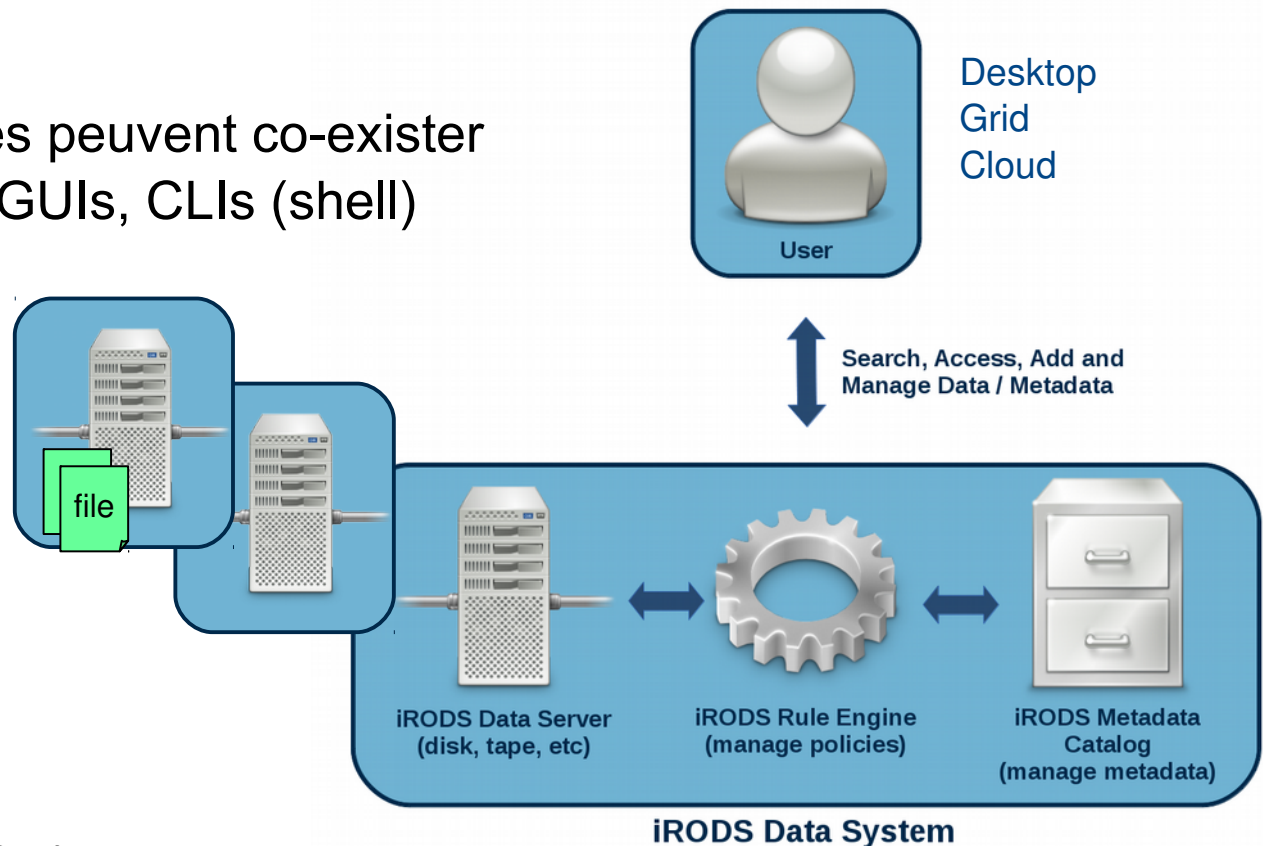 Desktop
Grid
Cloud
es peuvent co-exister
GUIs, CLIs (shell)
User
Search, Access, Add and
Manage Data / Metadata
file
iRODS Data Server
(disk, tape, etc)
iRODS Rule Engine
(manage policies)
iRODS Metadata
Catalog
(manage metadata)
iRODS Data System